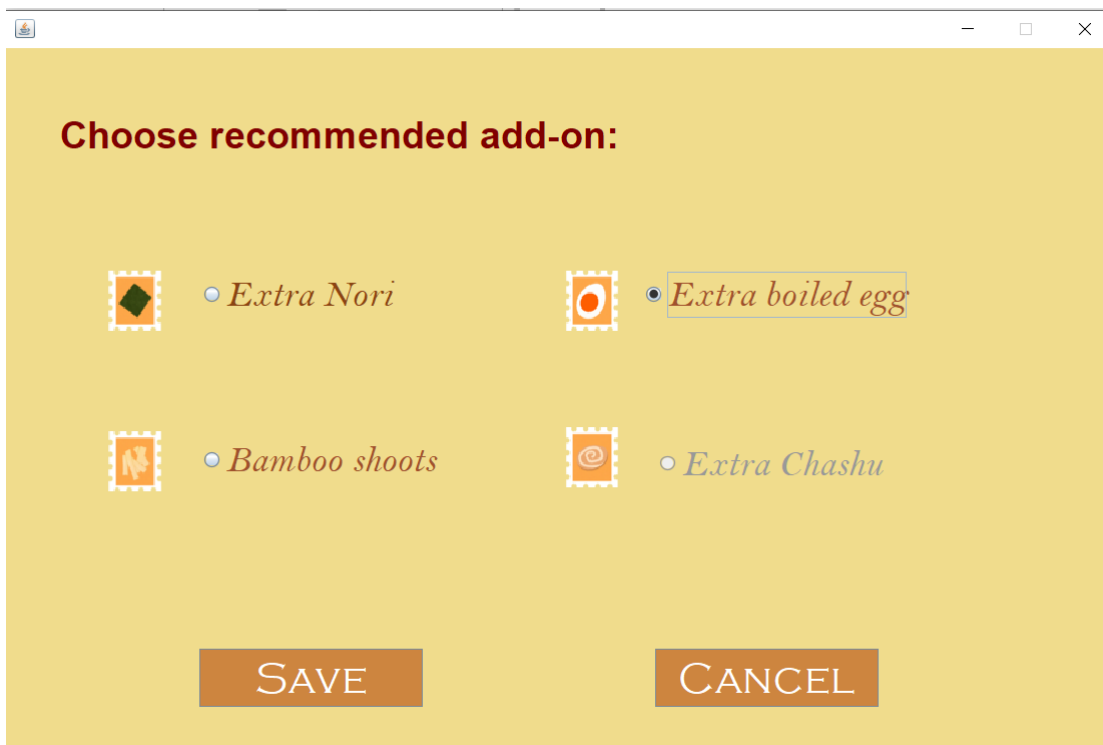 Choose recommended add-on:
Extra Nori
Extra boiled egg
Bamboo shoots
Extra Chashu
SAVE
CANCEL